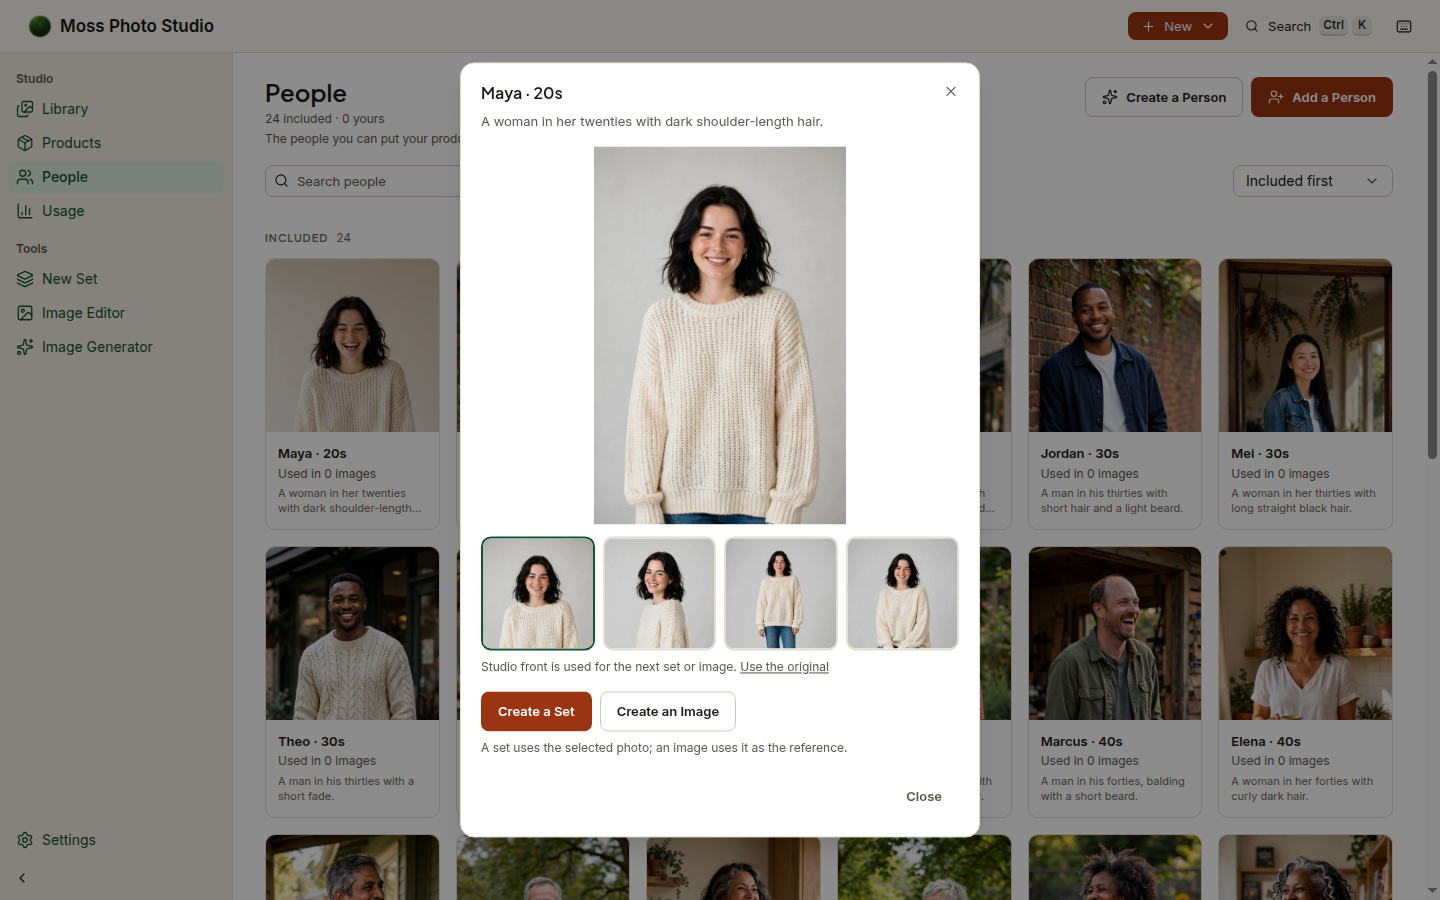 Moss Photo Studio
New
Search Ctrl K
Studio
Library
Products
People
Usage
Tools
New Set
Image Editor
Image Generator
Settings
People
24 included · 0 yours
The people you can put your produ
Create a Person
Add a Person
Search people
Included first
INCLUDED 24
Maya · 20s
Used in 0 images
A woman in her twenties
with dark shoulder-length...
Jordan · 30s
Used in 0 images
A man in his thirties with
short hair and a light beard.
Mei · 30s
Used in 0 images
A woman in her thirties with
long straight black hair.
Theo · 30s
Used in 0 images
A man in his thirties with a
short fade.
Marcus · 40s
Used in 0 images
A man in his forties, balding
with a short beard.
Elena · 40s
Used in 0 images
A woman in her forties with
curly dark hair.
Maya · 20s
A woman in her twenties with dark shoulder-length hair.
Studio front is used for the next set or image. Use the original
Create a Set
Create an Image
A set uses the selected photo; an image uses it as the reference.
Close